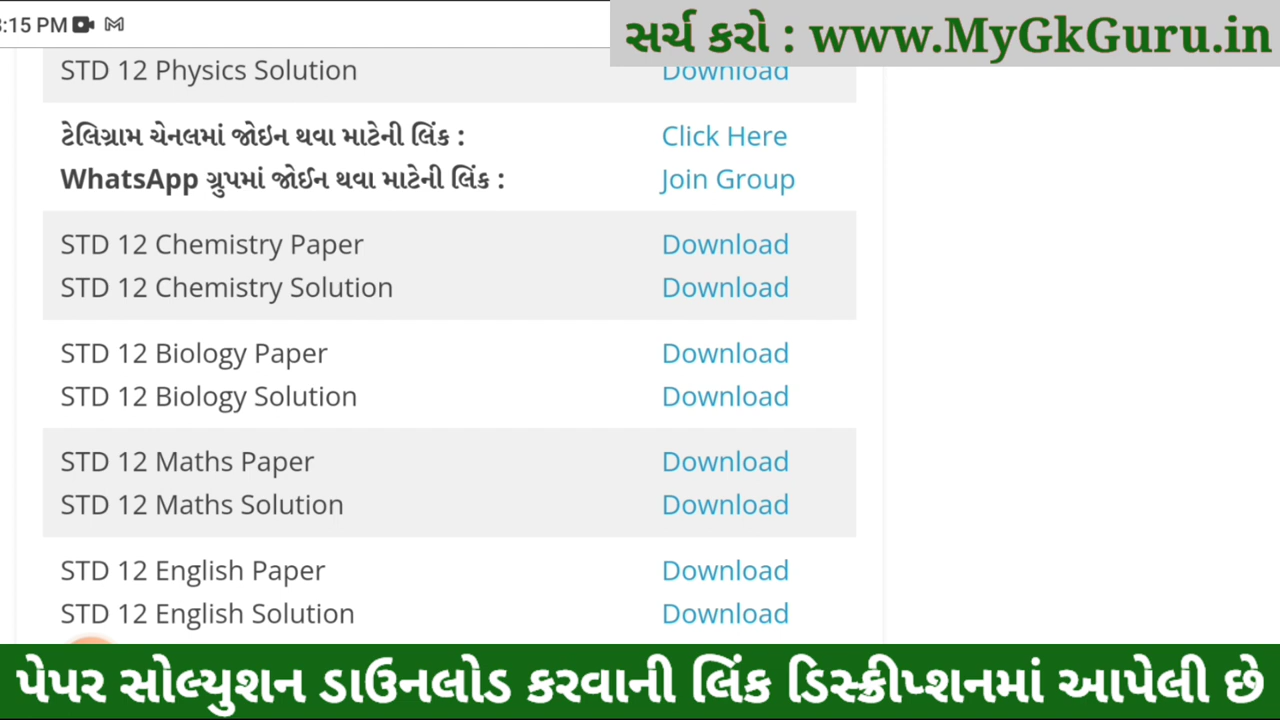 :15 PM
સર્ચ કરો : www.MyGkGuru.in
STD 12 Physics Solution Download
ટેલિગ્રામ ચેનલમાં જોઇન થવા માટેની લિંક : Click Here
WhatsApp ગ્રુપમાં જોઈન થવા માટેની લિંક : Join Group
STD 12 Chemistry Paper Download
STD 12 Chemistry Solution Download
STD 12 Biology Paper Download
STD 12 Biology Solution Download
STD 12 Maths Paper Download
STD 12 Maths Solution Download
STD 12 English Paper Download
STD 12 English Solution Download
પેપર સોલ્યુશન ડાઉનલોડ કરવાની લિંક ડિસ્ક્રીપ્શનમાં આપેલી છે